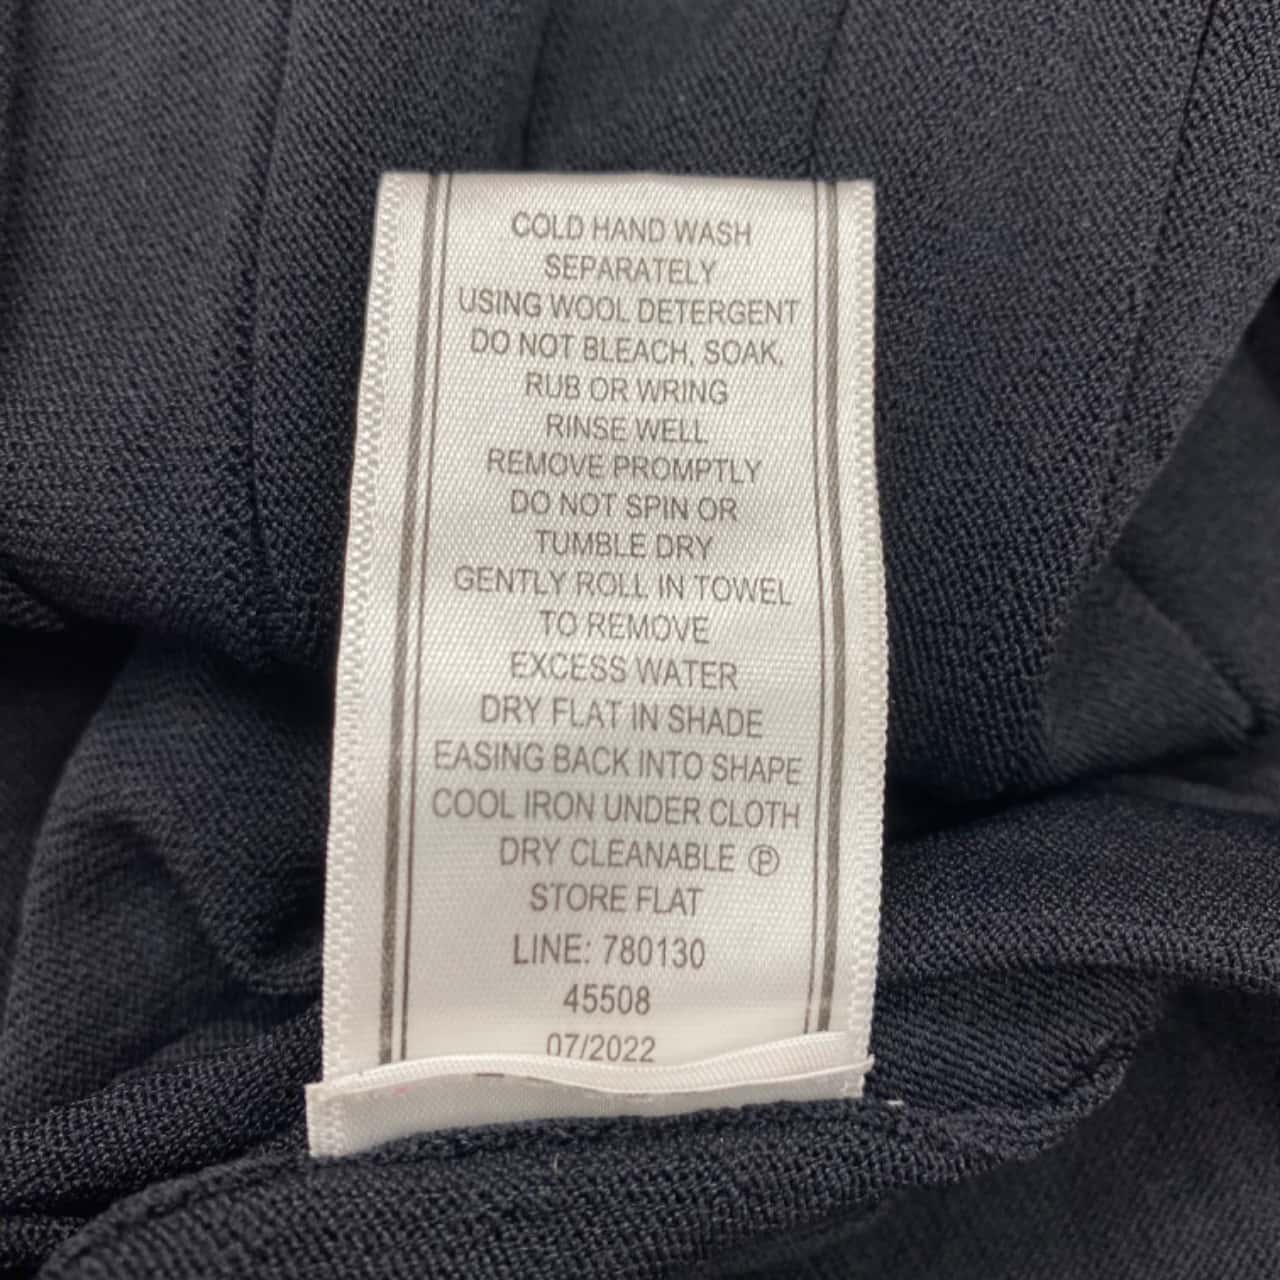 COLD HAND WASH
SEPARATELY
USING WOOL DETERGENT
DO NOT BLEACH, SOAK,
RUB OR WRING
RINSE WELL
REMOVE PROMPTLY
DO NOT SPIN OR
TUMBLE DRY
GENTLY ROLL IN TOWEL
TO REMOVE
EXCESS WATER
DRY FLAT IN SHADE
EASING BACK INTO SHAPE
COOL IRON UNDER CLOTH
DRY CLEANABLE Ⓟ
STORE FLAT
LINE: 780130
45508
07/2022